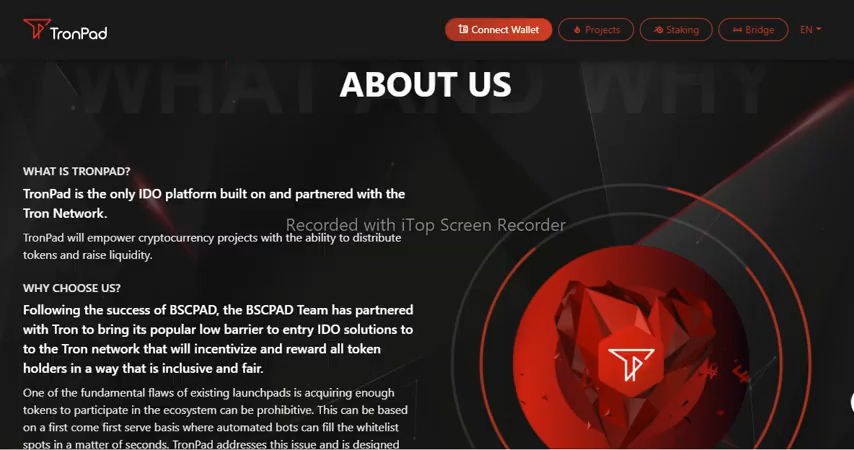 TronPad
Connect Wallet
Projects
Staking
Bridge
EN
WHAT AND WHY
ABOUT US
WHAT IS TRONPAD?
TronPad is the only IDO platform built on and partnered with the
Tron Network.
Recorded with iTop Screen Recorder
TronPad will empower cryptocurrency projects with the ability to distribute
tokens and raise liquidity.
WHY CHOOSE US?
Following the success of BSCPAD, the BSCPAD Team has partnered
with Tron to bring its popular low barrier to entry IDO solutions to
to the Tron network that will incentivize and reward all token
holders in a way that is inclusive and fair.
One of the fundamental flaws of existing launchpads is acquiring enough
tokens to participate in the ecosystem can be prohibitive. This can be based
on a first come first serve basis where automated bots can fill the whitelist
spots in a matter of seconds. TronPad addresses this issue and is designed